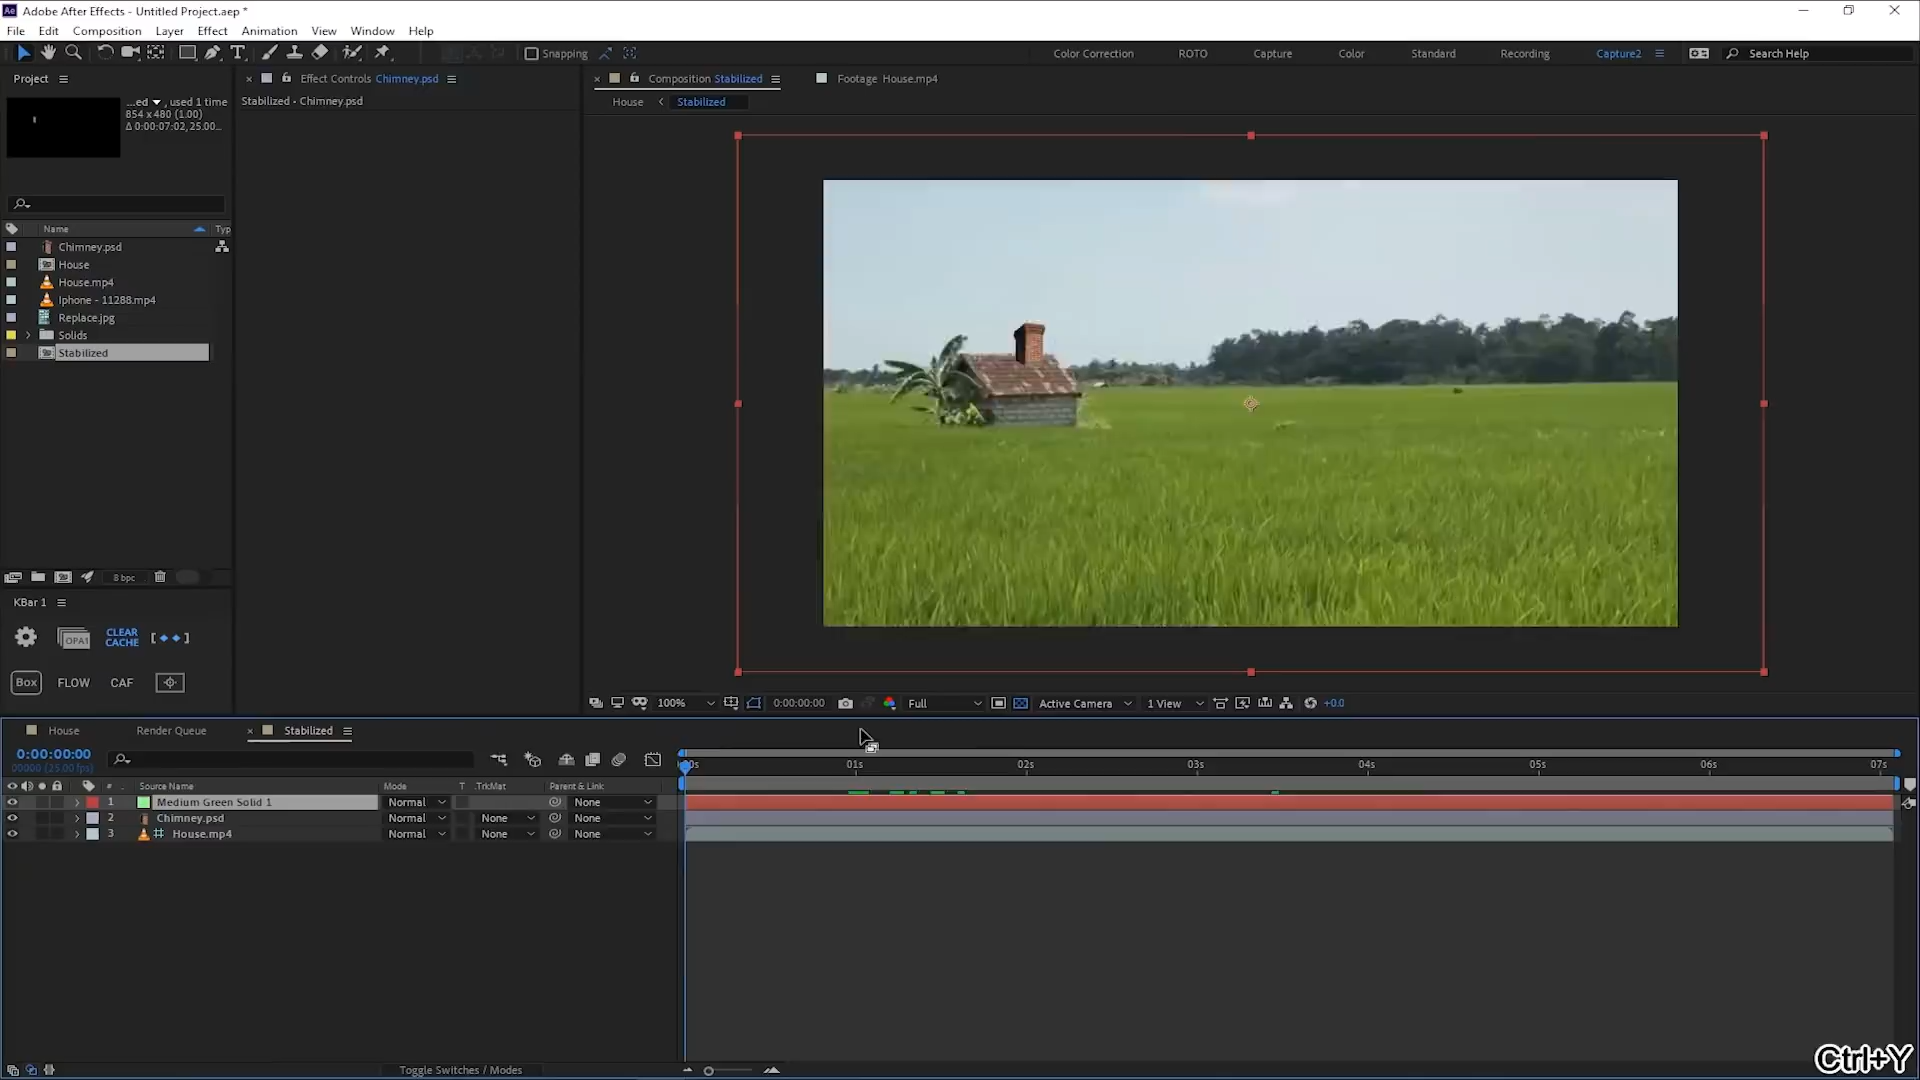 Ae Adobe After Effects - Untitled Project.aep *
File Edit Composition Layer Effect Animation View Window Help
Snapping
Color Correction ROTO Capture Color Standard Recording Capture2 Search Help
Project
...ed ▼, used 1 time
854 x 480 (1.00)
Δ 0:00:07:02, 25.00...
Name Typ
Chimney.psd
House
House.mp4
Iphone - 11288.mp4
Replace.jpg
Solids
Stabilized
8 bpc
KBar 1
OPA1
CLEAR CACHE
Box FLOW CAF
Effect Controls Chimney.psd
Stabilized • Chimney.psd
Composition Stabilized
Footage House.mp4
House Stabilized
100% 0:00:00:00 Full Active Camera 1 View +0.0
House Render Queue Stabilized
0:00:00:00
00000 (25.00 fps)
01s 02s 03s 04s 05s 06s 07s
# Source Name Mode T .TrkMat Parent & Link
1 Medium Green Solid 1 Normal None
2 Chimney.psd Normal None None
3 House.mp4 Normal None None
Toggle Switches / Modes
Ctrl+Y